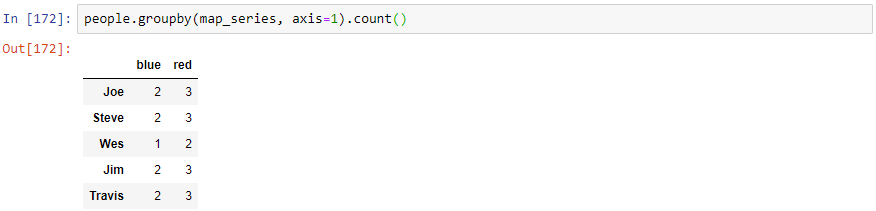 In [172]: people.groupby(map_series, axis=1).count()
Out[172]:
blue red
Joe 2 3
Steve 2 3
Wes 1 2
Jim 2 3
Travis 2 3